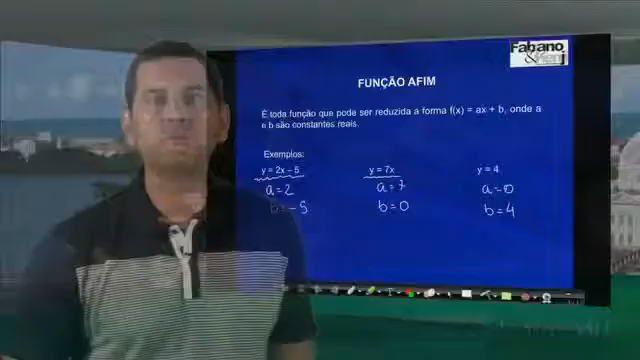 Fabano
&
FUNÇÃO AFIM
É toda função que pode ser reduzida a forma f(x) = ax + b, onde a
e b são constantes reais.
Exemplos:
y = 2x – 5 y = 7x y = 4
a = 2 a = 7 a = 0
b = – 5 b = 0 b = 4